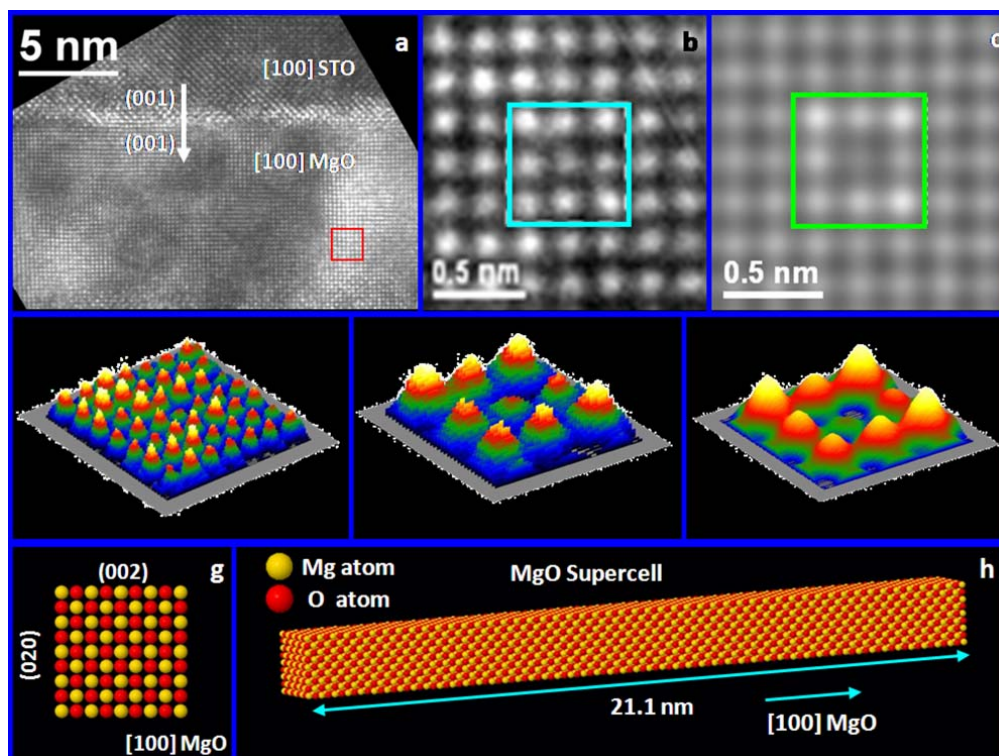 5 nm
a
[100] STO
(001)
(001)
[100] MgO
b
0.5 nm
c
0.5 nm
(002)
g
(020)
[100] MgO
Mg atom
O atom
MgO Supercell
h
21.1 nm
[100] MgO